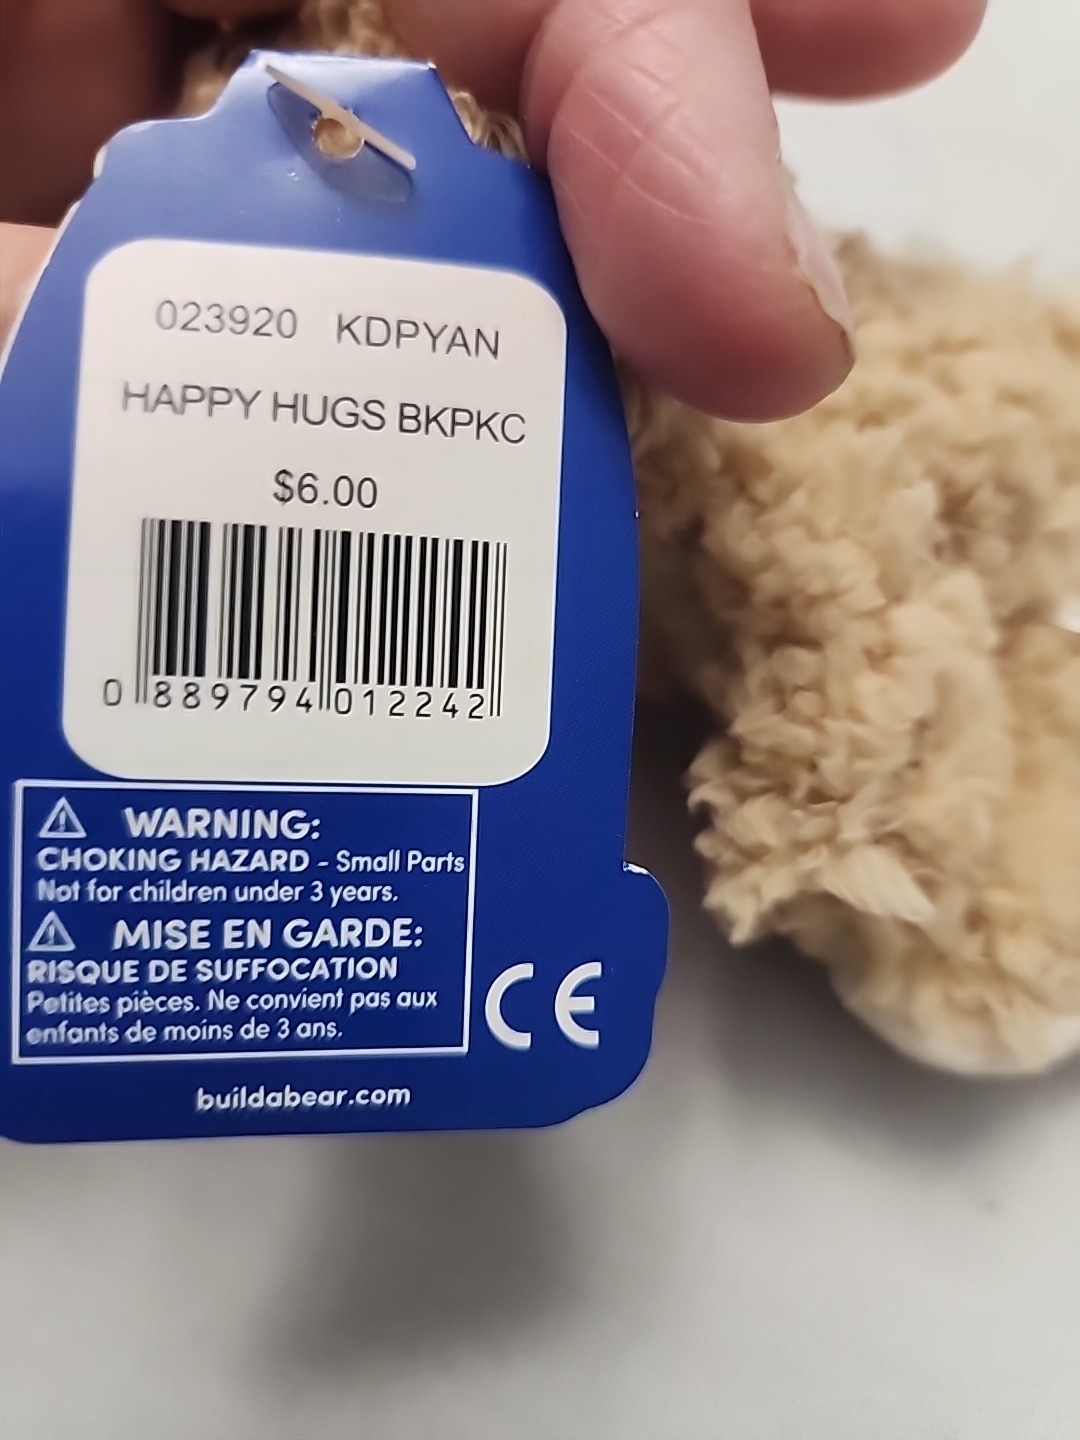 023920 KDPYAN
HAPPY HUGS BKPKC
$6.00
0 889794 012242
WARNING:
CHOKING HAZARD - Small Parts
Not for children under 3 years.
MISE EN GARDE:
RISQUE DE SUFFOCATION
Petites pièces. Ne convient pas aux
enfants de moins de 3 ans.
CE
buildabear.com